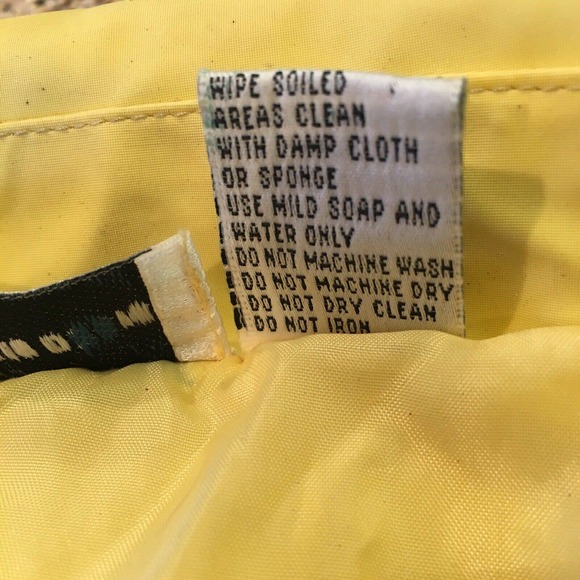 WIPE SOILED
AREAS CLEAN
WITH DAMP CLOTH
OR SPONGE
USE MILD SOAP AND
WATER ONLY
DO NOT MACHINE WASH
DO NOT MACHINE DRY
DO NOT DRY CLEAN
DO NOT IRON